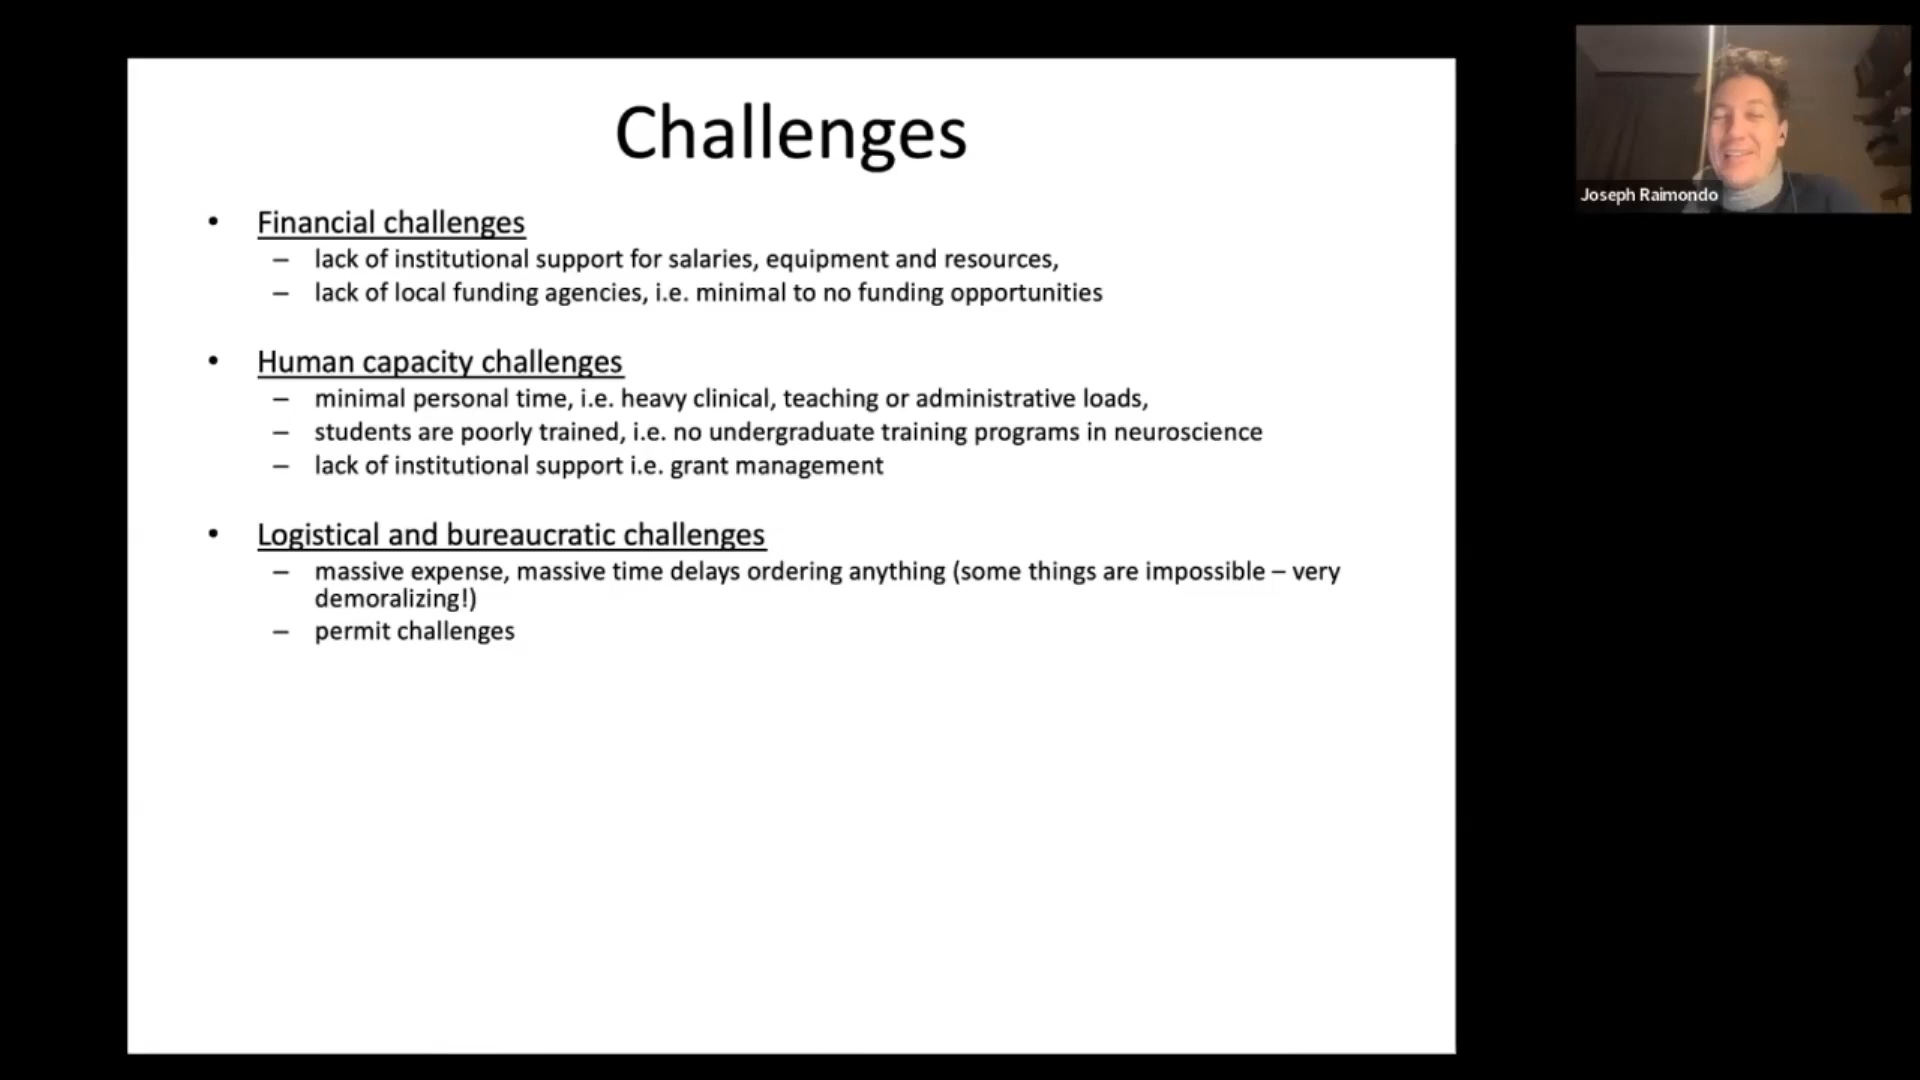 Challenges
• Financial challenges
– lack of institutional support for salaries, equipment and resources,
– lack of local funding agencies, i.e. minimal to no funding opportunities
• Human capacity challenges
– minimal personal time, i.e. heavy clinical, teaching or administrative loads,
– students are poorly trained, i.e. no undergraduate training programs in neuroscience
– lack of institutional support i.e. grant management
• Logistical and bureaucratic challenges
– massive expense, massive time delays ordering anything (some things are impossible – very
demoralizing!)
– permit challenges
Joseph Raimondo